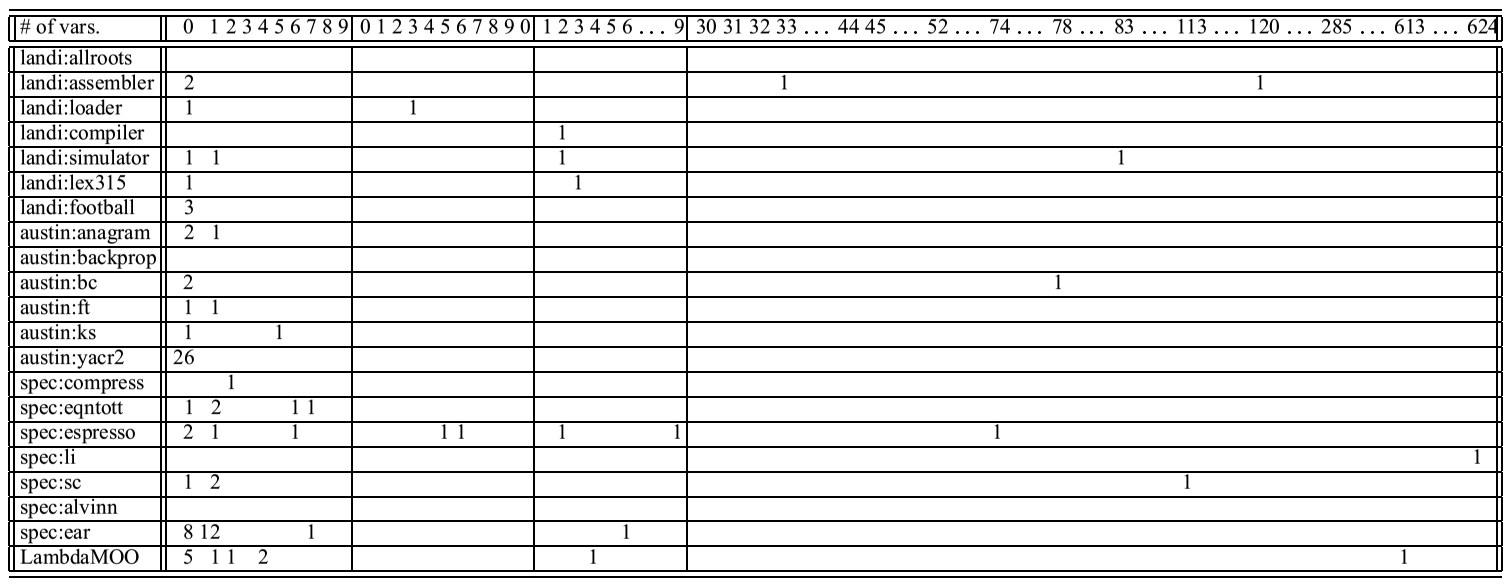 # of vars. 0 1 2 3 4 5 6 7 8 9 0 1 2 3 4 5 6 7 8 9 0 1 2 3 4 5 6 … 9 30 31 32 33 … 44 45 … 52 … 74 … 78 … 83 … 113 … 120 … 285 … 613 … 624
landi:allroots
landi:assembler 2 1 1
landi:loader 1 1
landi:compiler 1
landi:simulator 1 1 1 1
landi:lex315 1 1
landi:football 3
austin:anagram 2 1
austin:backprop
austin:bc 2 1
austin:ft 1 1
austin:ks 1 1
austin:yacr2 26
spec:compress 1
spec:eqntott 1 2 1 1
spec:espresso 2 1 1 1 1 1 1 1
spec:li 1
spec:sc 1 2 1
spec:alvinn
spec:ear 8 12 1 1
LambdaMOO 5 1 1 2 1 1